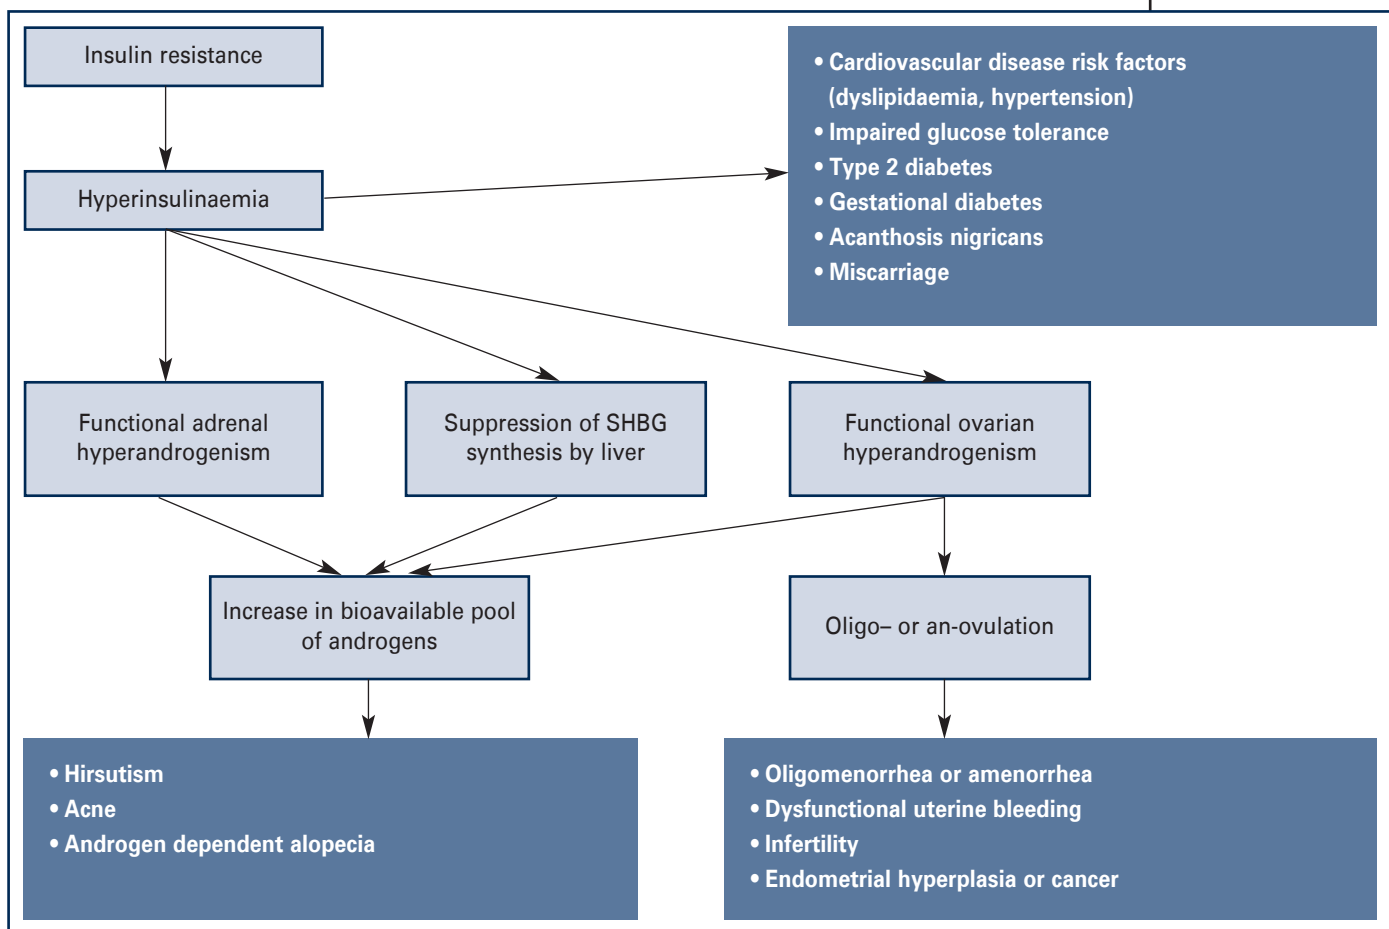 Insulin resistance
• Cardiovascular disease risk factors
(dyslipidaemia, hypertension)
• Impaired glucose tolerance
• Type 2 diabetes
• Gestational diabetes
• Acanthosis nigricans
• Miscarriage
Hyperinsulinaemia
Functional adrenal
hyperandrogenism
Suppression of SHBG
synthesis by liver
Functional ovarian
hyperandrogenism
Increase in bioavailable pool
of androgens
Oligo– or an-ovulation
• Hirsutism
• Acne
• Androgen dependent alopecia
• Oligomenorrhea or amenorrhea
• Dysfunctional uterine bleeding
• Infertility
• Endometrial hyperplasia or cancer